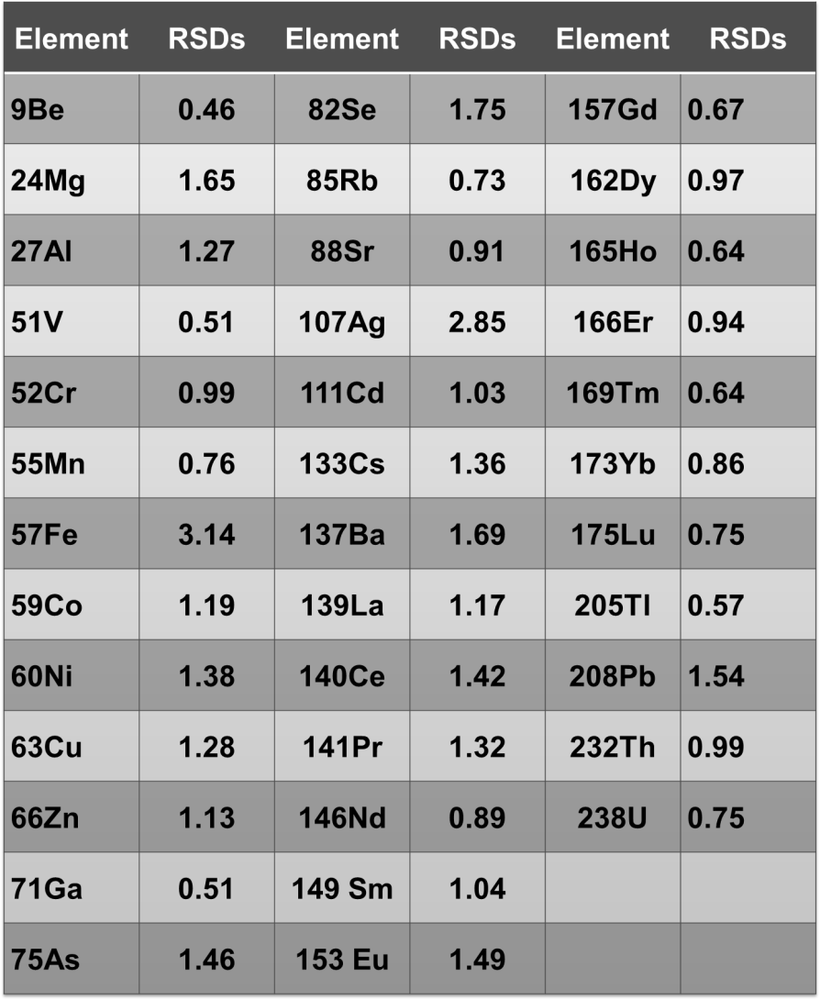 Element RSDs Element RSDs Element RSDs
9Be 0.46 82Se 1.75 157Gd 0.67
24Mg 1.65 85Rb 0.73 162Dy 0.97
27Al 1.27 88Sr 0.91 165Ho 0.64
51V 0.51 107Ag 2.85 166Er 0.94
52Cr 0.99 111Cd 1.03 169Tm 0.64
55Mn 0.76 133Cs 1.36 173Yb 0.86
57Fe 3.14 137Ba 1.69 175Lu 0.75
59Co 1.19 139La 1.17 205Tl 0.57
60Ni 1.38 140Ce 1.42 208Pb 1.54
63Cu 1.28 141Pr 1.32 232Th 0.99
66Zn 1.13 146Nd 0.89 238U 0.75
71Ga 0.51 149 Sm 1.04
75As 1.46 153 Eu 1.49